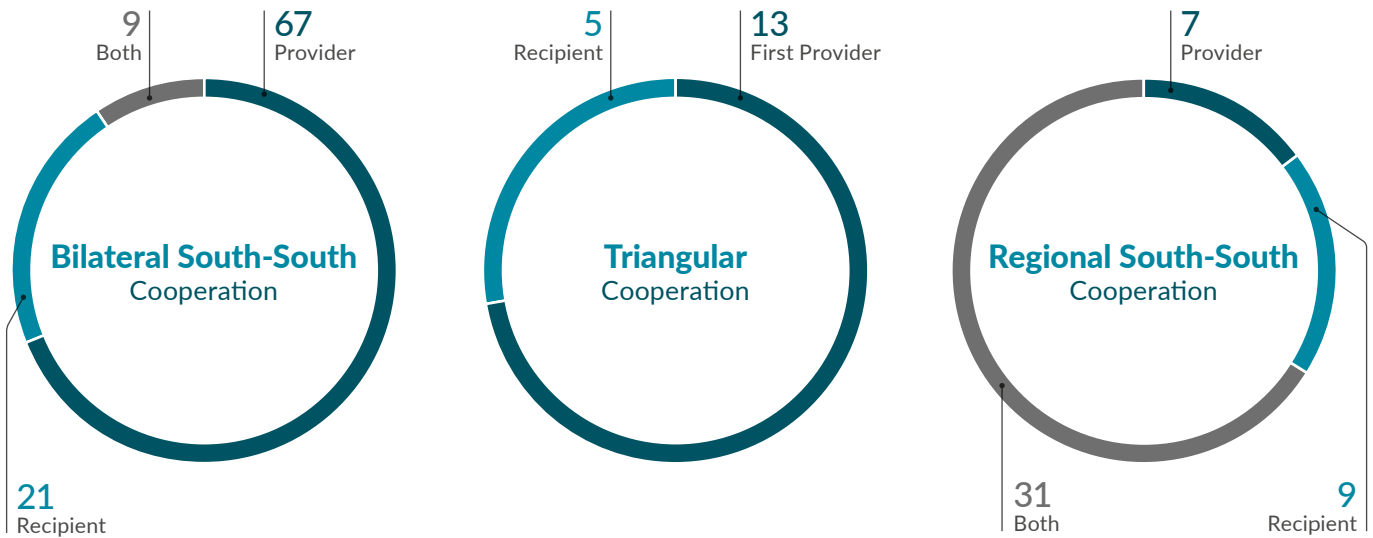 9
Both
67
Provider
Bilateral South-South
Cooperation
21
Recipient
5
Recipient
13
First Provider
Triangular
Cooperation
7
Provider
Regional South-South
Cooperation
31
Both
9
Recipient